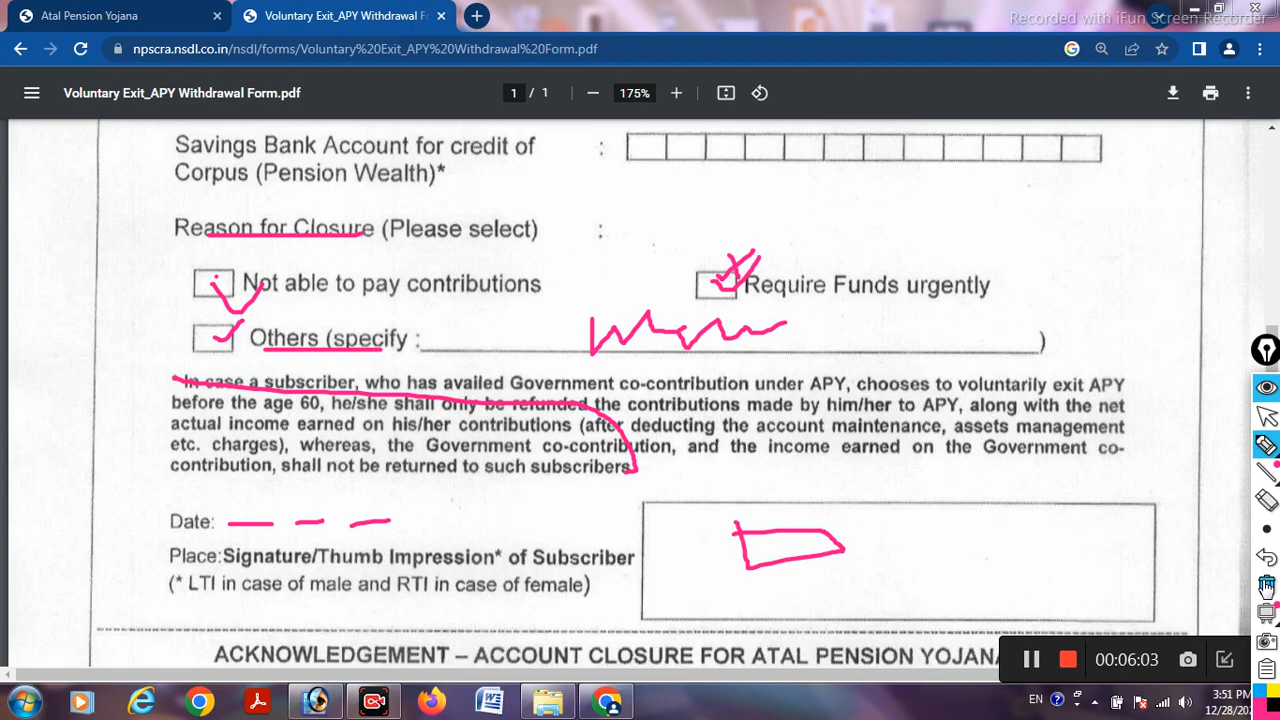 Atal Pension Yojana
Voluntary Exit_APY Withdrawal F
Recorded with iFun Screen Recorder
npscra.nsdl.co.in/nsdl/forms/Voluntary%20Exit_APY%20Withdrawal%20Form.pdf
Voluntary Exit_APY Withdrawal Form.pdf
1 / 1
175%
Savings Bank Account for credit of :
Corpus (Pension Wealth)*
Reason for Closure (Please select) :
Not able to pay contributions
Require Funds urgently
Others (specify : )
In case a subscriber, who has availed Government co-contribution under APY, chooses to voluntarily exit APY
before the age 60, he/she shall only be refunded the contributions made by him/her to APY, along with the net
actual income earned on his/her contributions (after deducting the account maintenance, assets management
etc. charges), whereas, the Government co-contribution, and the income earned on the Government co-
contribution, shall not be returned to such subscribers.
Date:
Place:Signature/Thumb Impression* of Subscriber
(* LTI in case of male and RTI in case of female)
ACKNOWLEDGEMENT – ACCOUNT CLOSURE FOR ATAL PENSION YOJANA
00:06:03
EN
3:51 PM
12/28/202